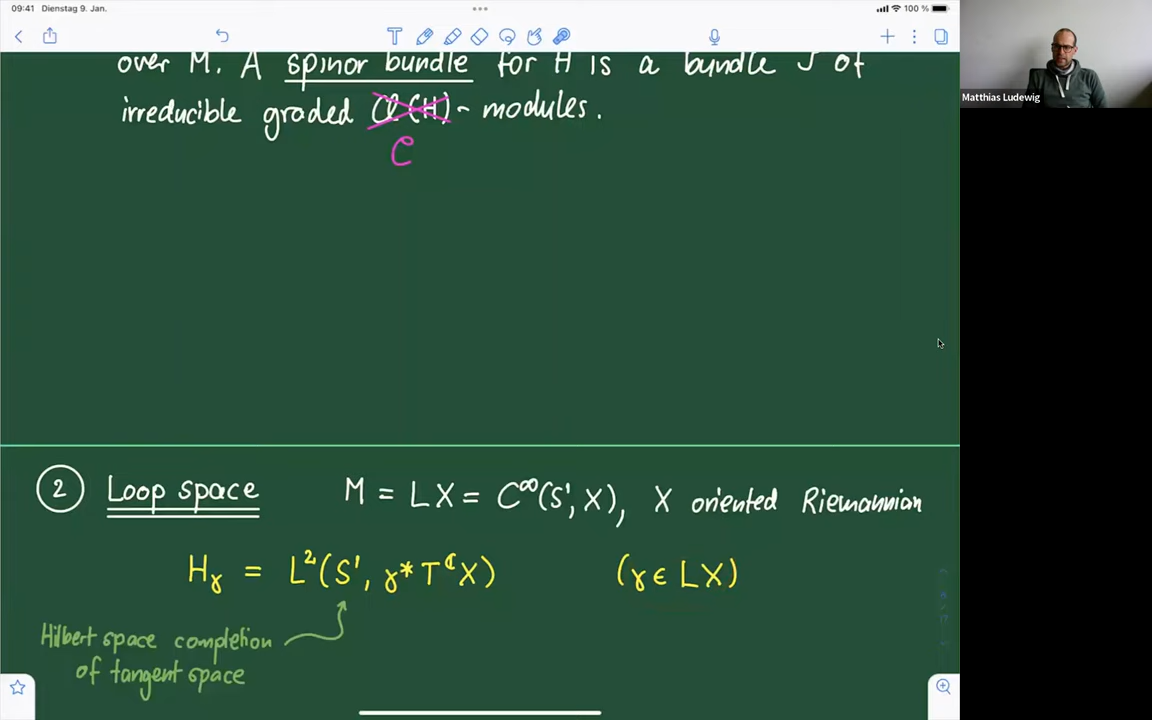 09:41 Dienstag 9. Jan.
100 %
Matthias Ludewig
over M. A spinor bundle for H is a bundle S of
irreducible graded Cl(H) - modules.
C
2 Loop space M = LX = C^∞(S¹, X), X oriented Riemannian
H_γ = L²(S¹, γ* T^ℂ X) (γ ∈ LX)
Hilbert space completion
of tangent space